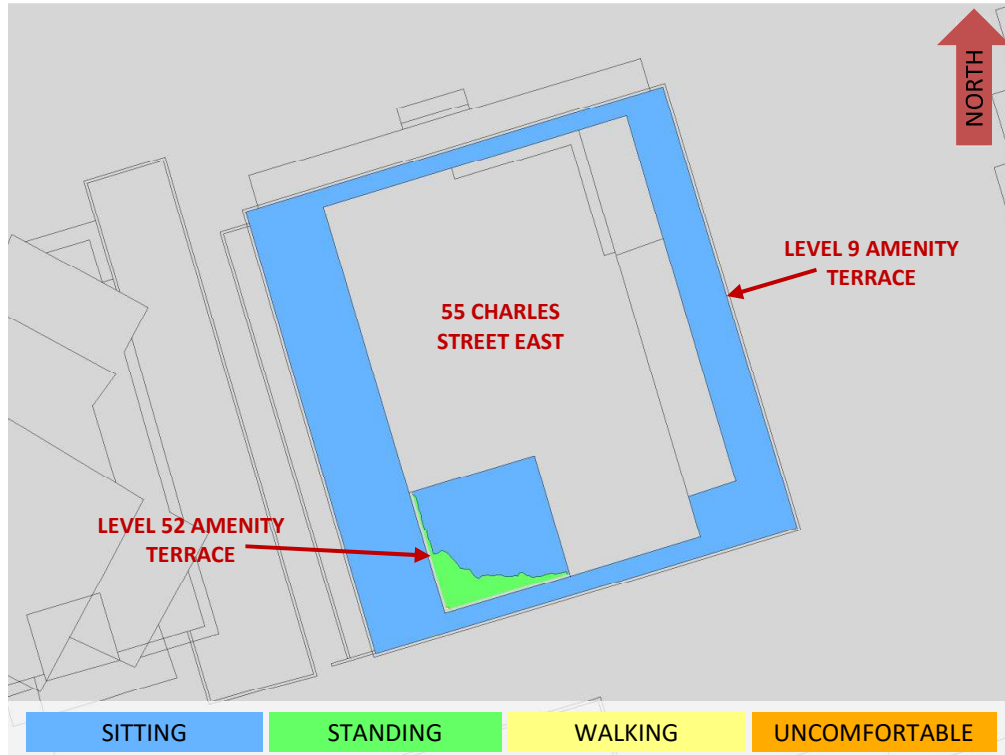 NORTH
LEVEL 9 AMENITY
TERRACE
55 CHARLES
STREET EAST
LEVEL 52 AMENITY
TERRACE
SITTING
STANDING
WALKING
UNCOMFORTABLE